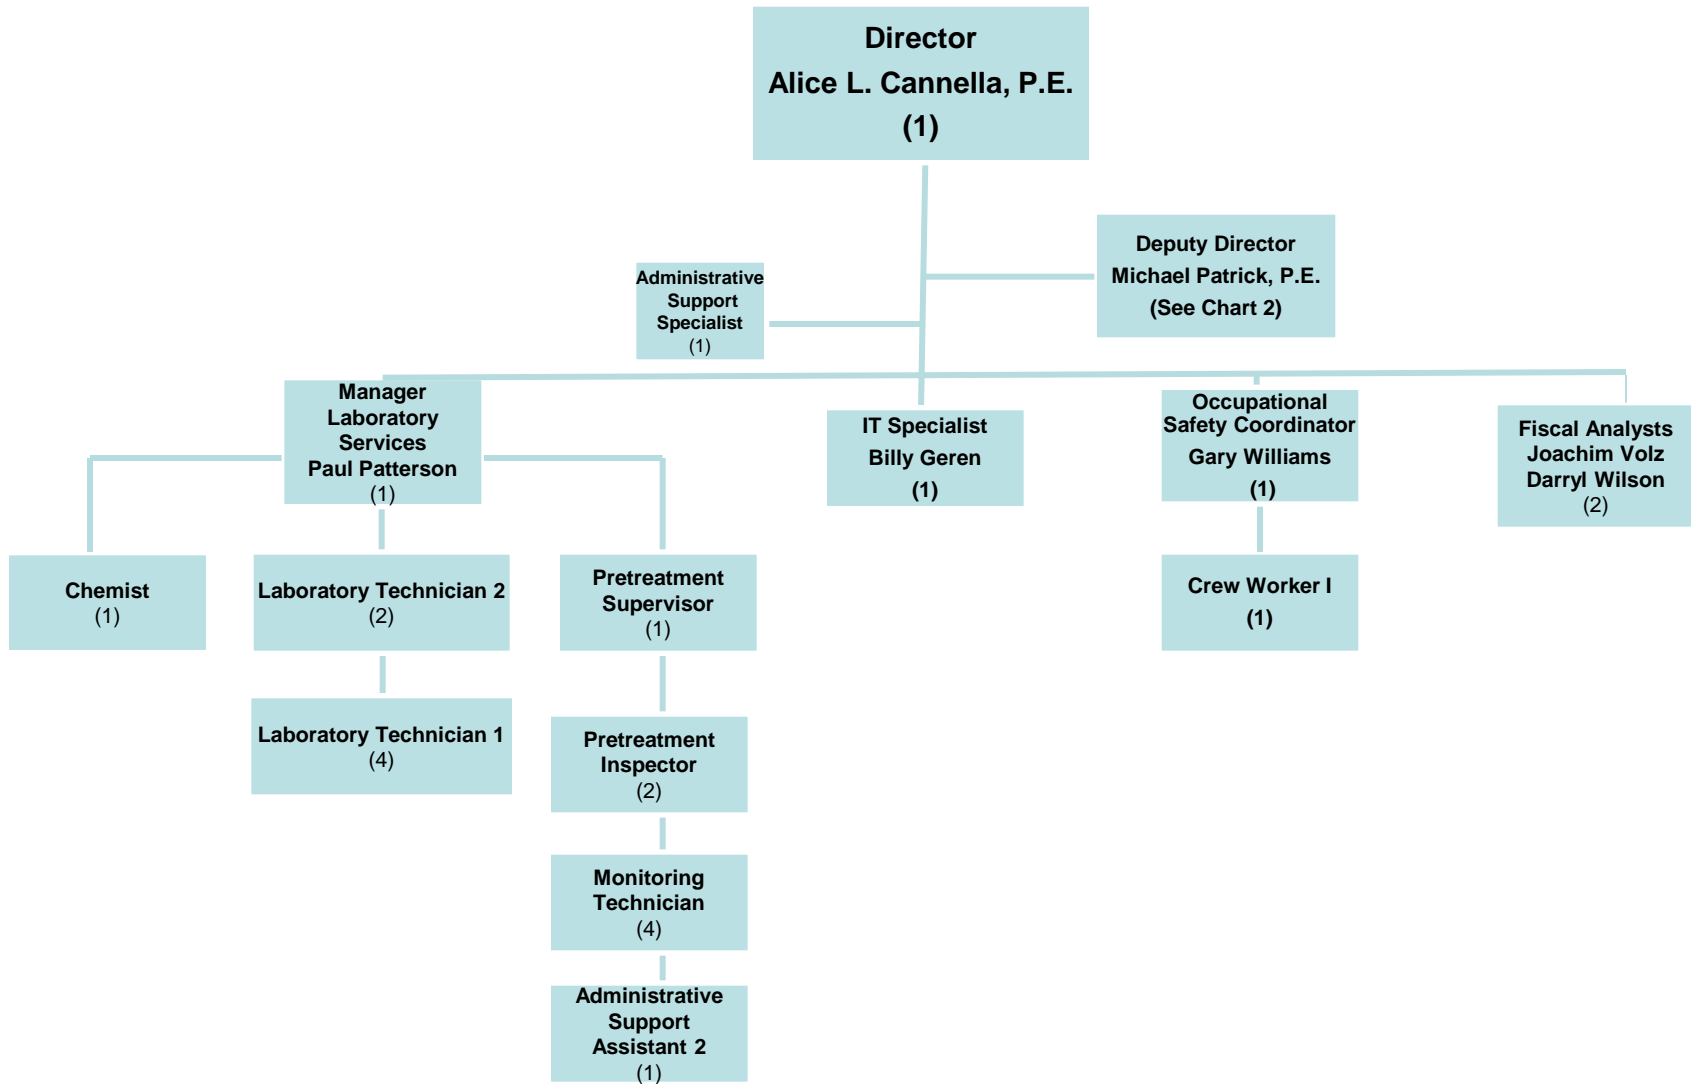 Director
Alice L. Cannella, P.E.
(1)
Deputy Director
Michael Patrick, P.E.
(See Chart 2)
Administrative
Support
Specialist
(1)
Manager
Laboratory
Services
Paul Patterson
(1)
IT Specialist
Billy Geren
(1)
Occupational
Safety Coordinator
Gary Williams
(1)
Fiscal Analysts
Joachim Volz
Darryl Wilson
(2)
Chemist
(1)
Laboratory Technician 2
(2)
Pretreatment
Supervisor
(1)
Crew Worker I
(1)
Laboratory Technician 1
(4)
Pretreatment
Inspector
(2)
Monitoring
Technician
(4)
Administrative
Support
Assistant 2
(1)